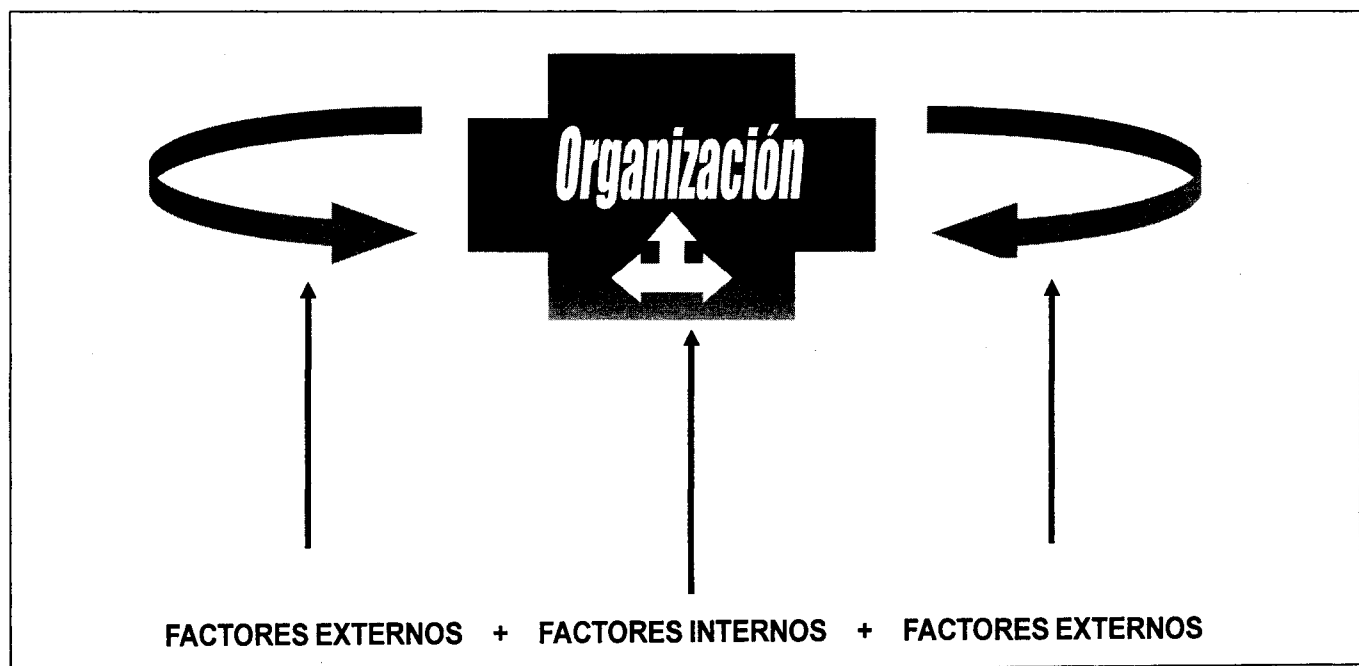 Organización
FACTORES EXTERNOS + FACTORES INTERNOS + FACTORES EXTERNOS